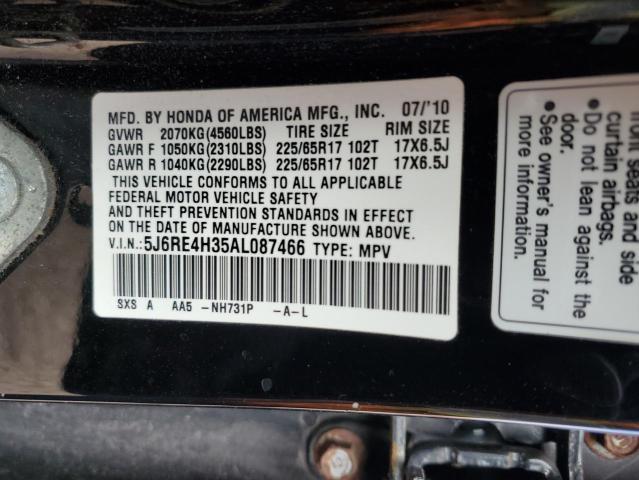 MFD. BY HONDA OF AMERICA MFG., INC. 07/'10
GVWR 2070KG(4560LBS) TIRE SIZE RIM SIZE
GAWR F 1050KG(2310LBS) 225/65R17 102T 17X6.5J
GAWR R 1040KG(2290LBS) 225/65R17 102T 17X6.5J
THIS VEHICLE CONFORMS TO ALL APPLICABLE
FEDERAL MOTOR VEHICLE SAFETY
AND THEFT PREVENTION STANDARDS IN EFFECT
ON THE DATE OF MANUFACTURE SHOWN ABOVE.
V.I.N.:5J6RE4H35AL087466 TYPE: MPV
SXS A AA5 -NH731P -A-L
seats and
curtain airbags.
• Do not lean against
door.
• See owner's manual
for more
information.
side